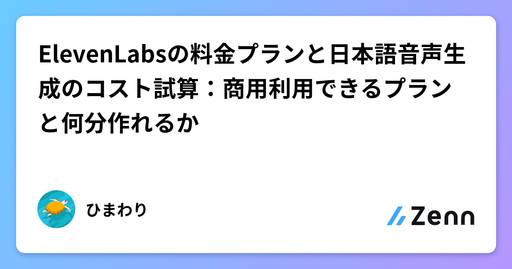 ElevenLabsの料金プランと日本語音声生
成のコスト試算：商用利用できるプラン
と何分作れるか
ひまわり
Zenn